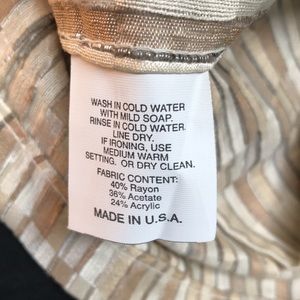 WASH IN COLD WATER
WITH MILD SOAP.
RINSE IN COLD WATER.
LINE DRY.
IF IRONING, USE
MEDIUM WARM
SETTING. OR DRY CLEAN.
FABRIC CONTENT:
40% Rayon
36% Acetate
24% Acrylic
MADE IN U.S.A.